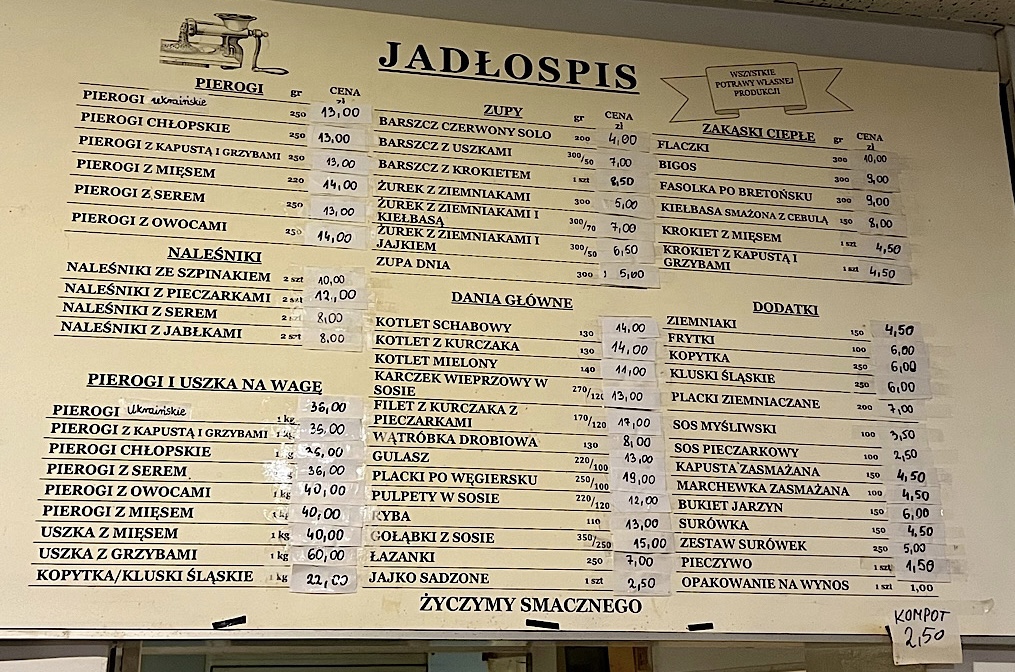 JADŁOSPIS
WSZYSTKIE
POTRAWY WŁASNEJ
PRODUKCJI
PIEROGI gr CENA zł
PIEROGI ukraińskie 250 13,00
PIEROGI CHŁOPSKIE 250 13,00
PIEROGI Z KAPUSTĄ I GRZYBAMI 250 13,00
PIEROGI Z MIĘSEM 220 14,00
PIEROGI Z SEREM 250 13,00
PIEROGI Z OWOCAMI 250 14,00
NALEŚNIKI
NALEŚNIKI ZE SZPINAKIEM 2 szt 10,00
NALEŚNIKI Z PIECZARKAMI 2 szt 12,00
NALEŚNIKI Z SEREM 2 szt 8,00
NALEŚNIKI Z JABŁKAMI 2 szt 8,00
PIEROGI I USZKA NA WAGĘ
PIEROGI Ukraińskie 1 kg 36,00
PIEROGI Z KAPUSTĄ I GRZYBAMI 1 kg 36,00
PIEROGI CHŁOPSKIE 1 kg 36,00
PIEROGI Z SEREM 1 kg 36,00
PIEROGI Z OWOCAMI 1 kg 40,00
PIEROGI Z MIĘSEM 1 kg 40,00
USZKA Z MIĘSEM 1 kg 40,00
USZKA Z GRZYBAMI 1 kg 60,00
KOPYTKA/KLUSKI ŚLĄSKIE 1 kg 22,00
ZUPY gr CENA zł
BARSZCZ CZERWONY SOLO 200 4,00
BARSZCZ Z USZKAMI 300/50 7,00
BARSZCZ Z KROKIETEM 1 szt 8,50
ŻUREK Z ZIEMNIAKAMI 300 5,00
ŻUREK Z ZIEMNIAKAMI I
KIEŁBASĄ 300/70 7,00
ŻUREK Z ZIEMNIAKAMI I
JAJKIEM 300/50 6,50
ZUPA DNIA 300 5,00
DANIA GŁÓWNE
KOTLET SCHABOWY 130 14,00
KOTLET Z KURCZAKA 130 14,00
KOTLET MIELONY 140 11,00
KARCZEK WIEPRZOWY W
SOSIE 270/120 13,00
FILET Z KURCZAKA Z
PIECZARKAMI 170/120 17,00
WĄTRÓBKA DROBIOWA 130 8,00
GULASZ 220/100 13,00
PLACKI PO WĘGIERSKU 250/100 19,00
PULPETY W SOSIE 220/120 12,00
RYBA 110 13,00
GOŁĄBKI Z SOSIE 350/250 15,00
ŁAZANKI 250 7,00
JAJKO SADZONE 1 szt 2,50
ZAKĄSKI CIEPŁE gr CENA zł
FLACZKI 300 10,00
BIGOS 300 9,00
FASOLKA PO BRETOŃSKU 300 9,00
KIEŁBASA SMAŻONA Z CEBULĄ 150 8,00
KROKIET Z MIĘSEM 1 szt 4,50
KROKIET Z KAPUSTĄ I
GRZYBAMI 1 szt 4,50
DODATKI
ZIEMNIAKI 150 4,50
FRYTKI 100 6,00
KOPYTKA 250 6,00
KLUSKI ŚLĄSKIE 250 6,00
PLACKI ZIEMNIACZANE 200 7,00
SOS MYŚLIWSKI 100 3,50
SOS PIECZARKOWY 100 2,50
KAPUSTA ZASMAŻANA 150 4,50
MARCHEWKA ZASMAŻANA 100 4,50
BUKIET JARZYN 150 6,00
SURÓWKA 150 4,50
ZESTAW SURÓWEK 250 5,00
PIECZYWO 1 szt 1,50
OPAKOWANIE NA WYNOS 1 szt 1,00
ŻYCZYMY SMACZNEGO
KOMPOT
2,50